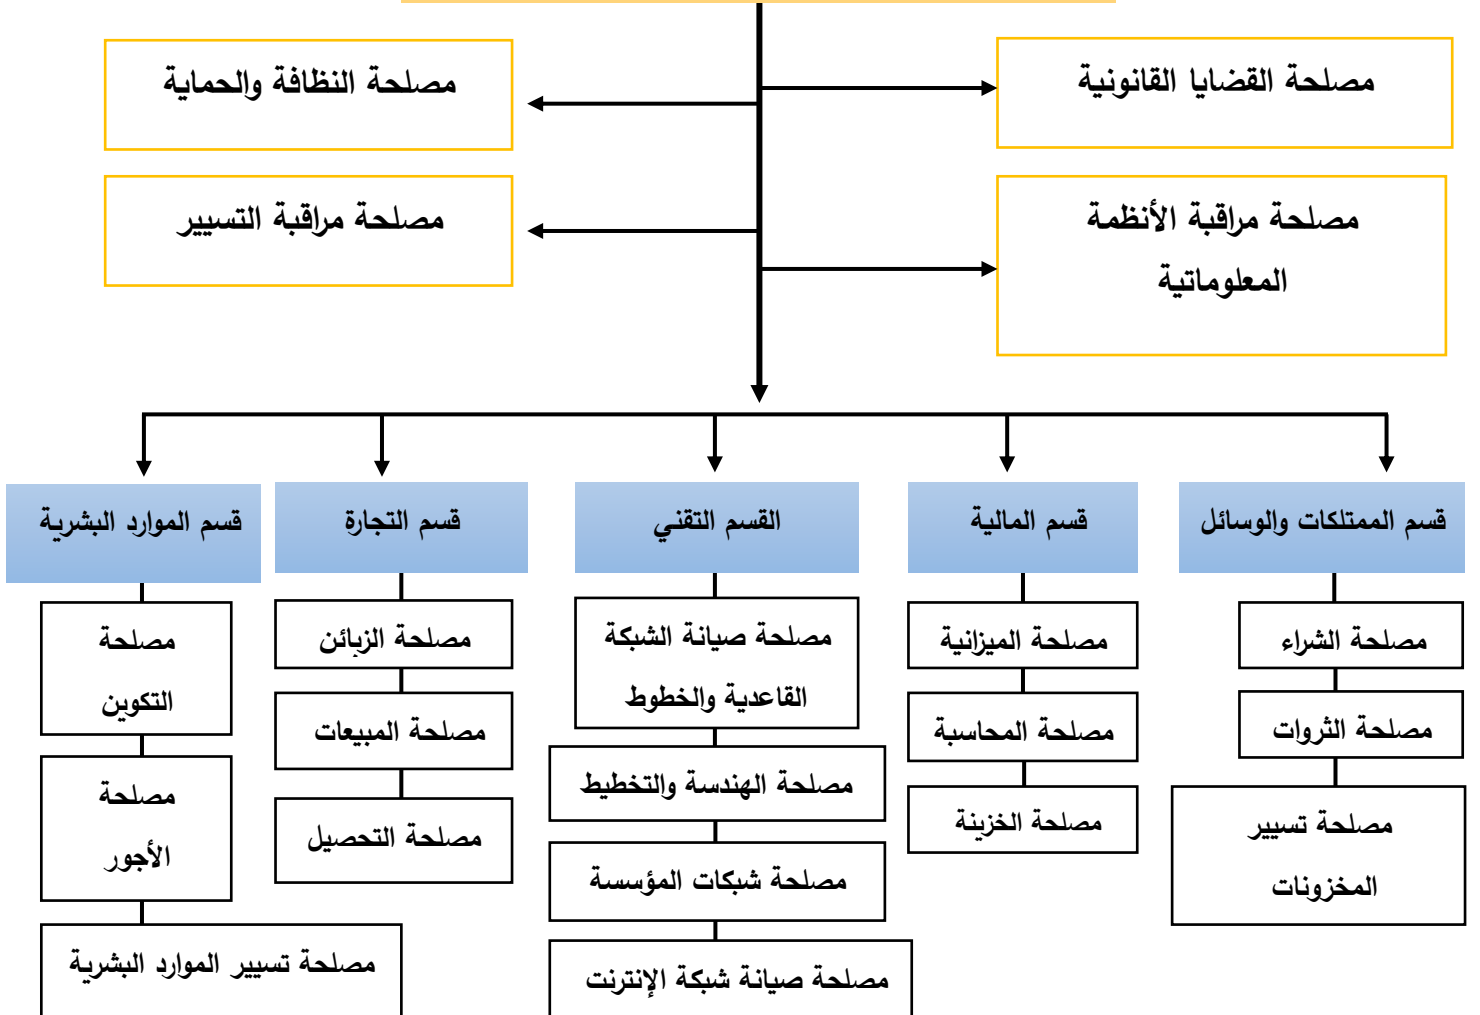 مصلحة القضايا القانونية
مصلحة النظافة والحماية
مصلحة مراقبة الأنظمة
المعلوماتية
مصلحة مراقبة التسيير
قسم الممتلكات والوسائل
قسم المالية
القسم التقني
قسم التجارة
قسم الموارد البشرية
مصلحة الشراء
مصلحة الثروات
مصلحة تسيير
المخزونات
مصلحة الميزانية
مصلحة المحاسبة
مصلحة الخزينة
مصلحة صيانة الشبكة
القاعدية والخطوط
مصلحة الهندسة والتخطيط
مصلحة شبكات المؤسسة
مصلحة صيانة شبكة الإنترنت
مصلحة الزبائن
مصلحة المبيعات
مصلحة التحصيل
مصلحة
التكوين
مصلحة
الأجور
مصلحة تسيير الموارد البشرية